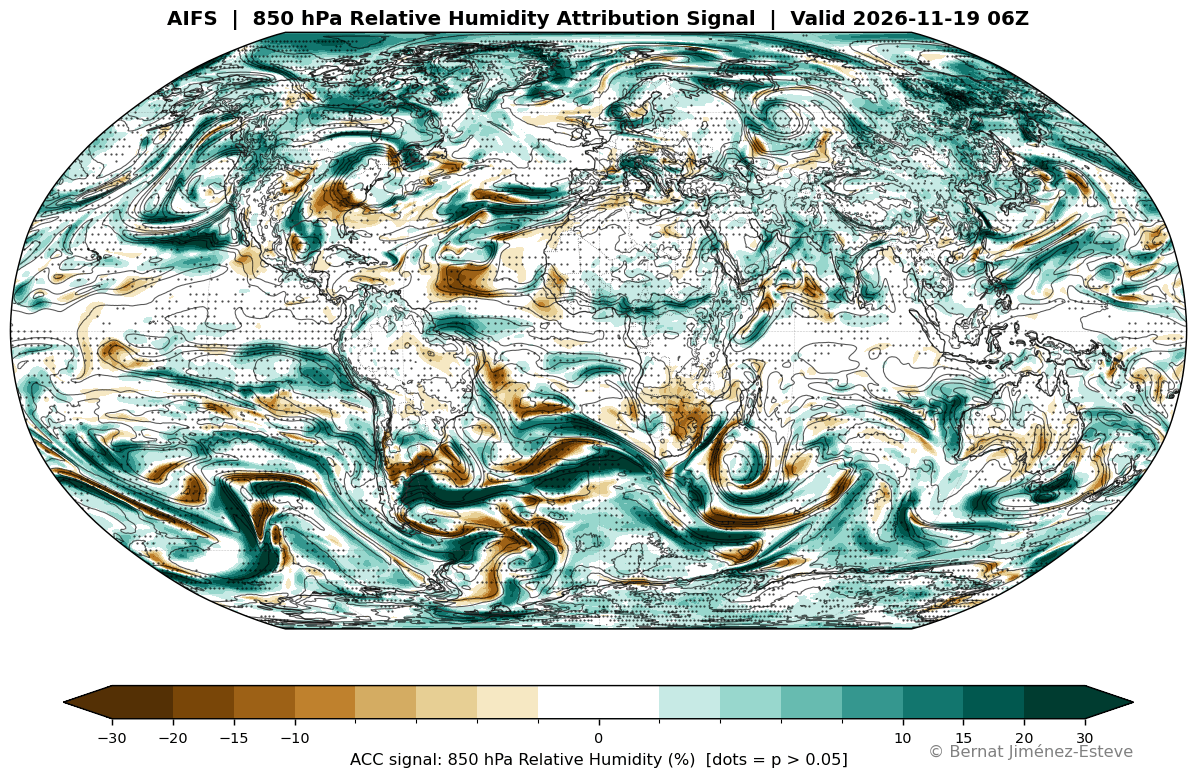 AIFS | 850 hPa Relative Humidity Attribution Signal | Valid 2026-11-19 06Z
−30 −20 −15 −10 0 10 15 20 30
ACC signal: 850 hPa Relative Humidity (%) [dots = p > 0.05]
© Bernat Jiménez-Esteve